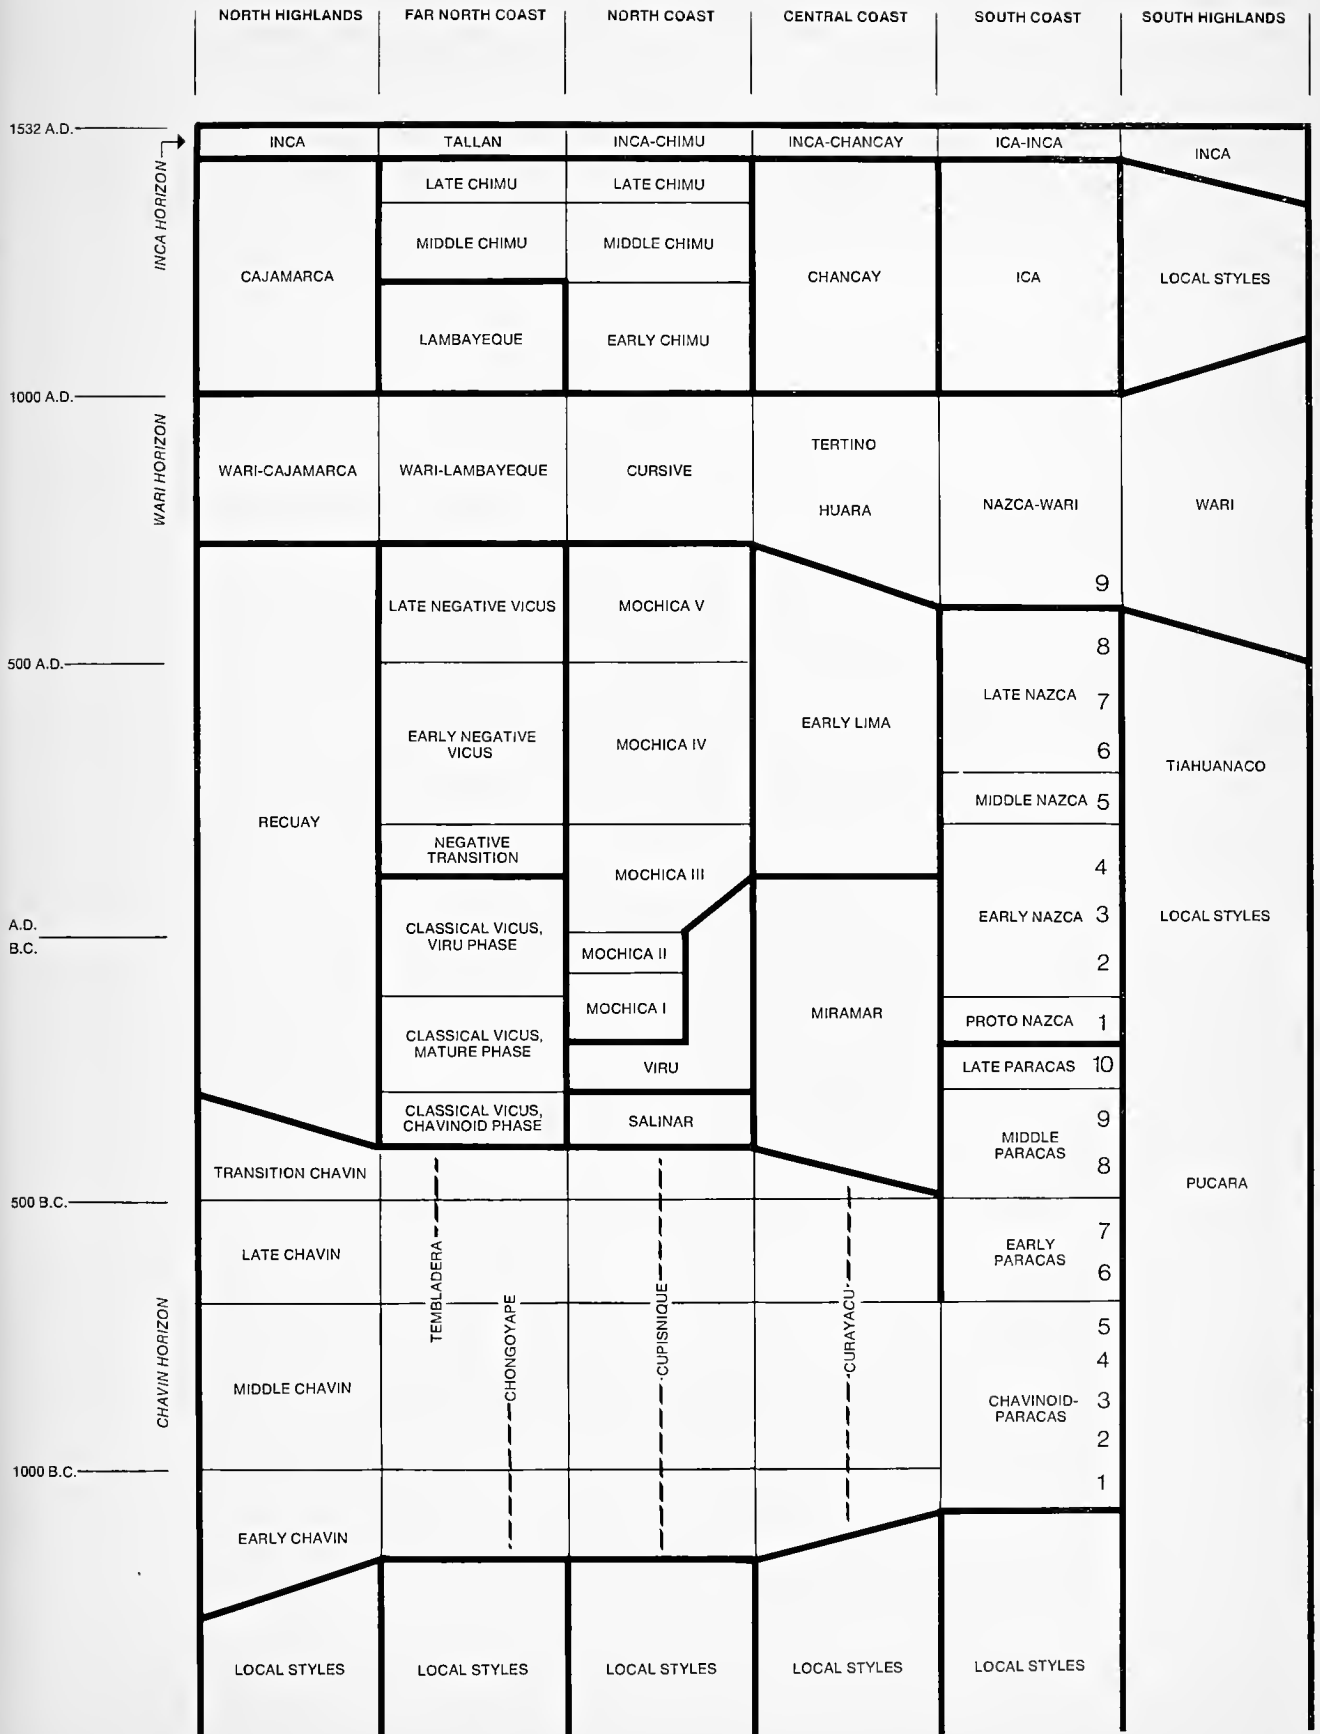 NORTH HIGHLANDS
FAR NORTH COAST
NORTH COAST
CENTRAL COAST
SOUTH COAST
SOUTH HIGHLANDS
1532 A.D.
INCA HORIZON
INCA
TALLAN
INCA-CHIMU
INCA-CHANCAY
ICA-INCA
INCA
LATE CHIMU
LATE CHIMU
MIDDLE CHIMU
MIDDLE CHIMU
CAJAMARCA
CHANCAY
ICA
LOCAL STYLES
LAMBAYEQUE
EARLY CHIMU
1000 A.D.
WARI HORIZON
WARI-CAJAMARCA
WARI-LAMBAYEQUE
CURSIVE
TERTINO
HUARA
NAZCA-WARI
WARI
9
LATE NEGATIVE VICUS
MOCHICA V
8
500 A.D.
LATE NAZCA
7
EARLY NEGATIVE
VICUS
MOCHICA IV
EARLY LIMA
6
TIAHUANACO
MIDDLE NAZCA
5
RECUAY
NEGATIVE
TRANSITION
MOCHICA III
4
A.D.
B.C.
CLASSICAL VICUS,
VIRU PHASE
EARLY NAZCA
3
LOCAL STYLES
MOCHICA II
2
MOCHICA I
MIRAMAR
PROTO NAZCA
1
CLASSICAL VICUS,
MATURE PHASE
VIRU
LATE PARACAS
10
CLASSICAL VICUS,
CHAVINOID PHASE
SALINAR
9
MIDDLE
PARACAS
8
TRANSITION CHAVIN
PUCARA
500 B.C.
LATE CHAVIN
TEMBLADERA
CHONGOYAPE
CUPISNIQUE
CURAYACU
EARLY
PARACAS
7
6
CHAVIN HORIZON
MIDDLE CHAVIN
5
4
CHAVINOID-
PARACAS
3
2
1000 B.C.
1
EARLY CHAVIN
LOCAL STYLES
LOCAL STYLES
LOCAL STYLES
LOCAL STYLES
LOCAL STYLES